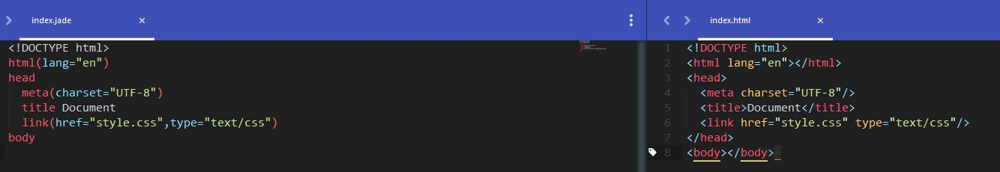 index.jade
<!DOCTYPE html>
html(lang="en")
head
  meta(charset="UTF-8")
  title Document
  link(href="style.css",type="text/css")
body
index.html
1 <!DOCTYPE html>
2 <html lang="en"></html>
3 <head>
4   <meta charset="UTF-8"/>
5   <title>Document</title>
6   <link href="style.css" type="text/css"/>
7 </head>
8 <body></body>